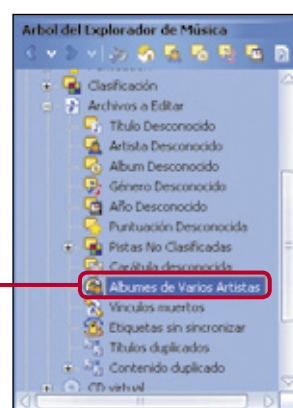 Arbol del Explorador de Música
Clasificación
Archivos a Editar
Título Desconocido
Artista Desconocido
Album Desconocido
Género Desconocido
Año Desconocido
Puntuación Desconocida
Pistas No Clasificadas
Carátula desconocida
Albumes de Varios Artistas
Vinculos muertos
Etiquetas sin sincronizar
Títulos duplicados
Contenido duplicado
CD virtual